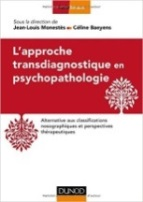 Sous la direction de
Jean-Louis Monestès et Céline Baeyens
L'approche
transdiagnostique en
psychopathologie
Alternative aux classifications
nosographiques et perspectives
thérapeutiques
DUNOD